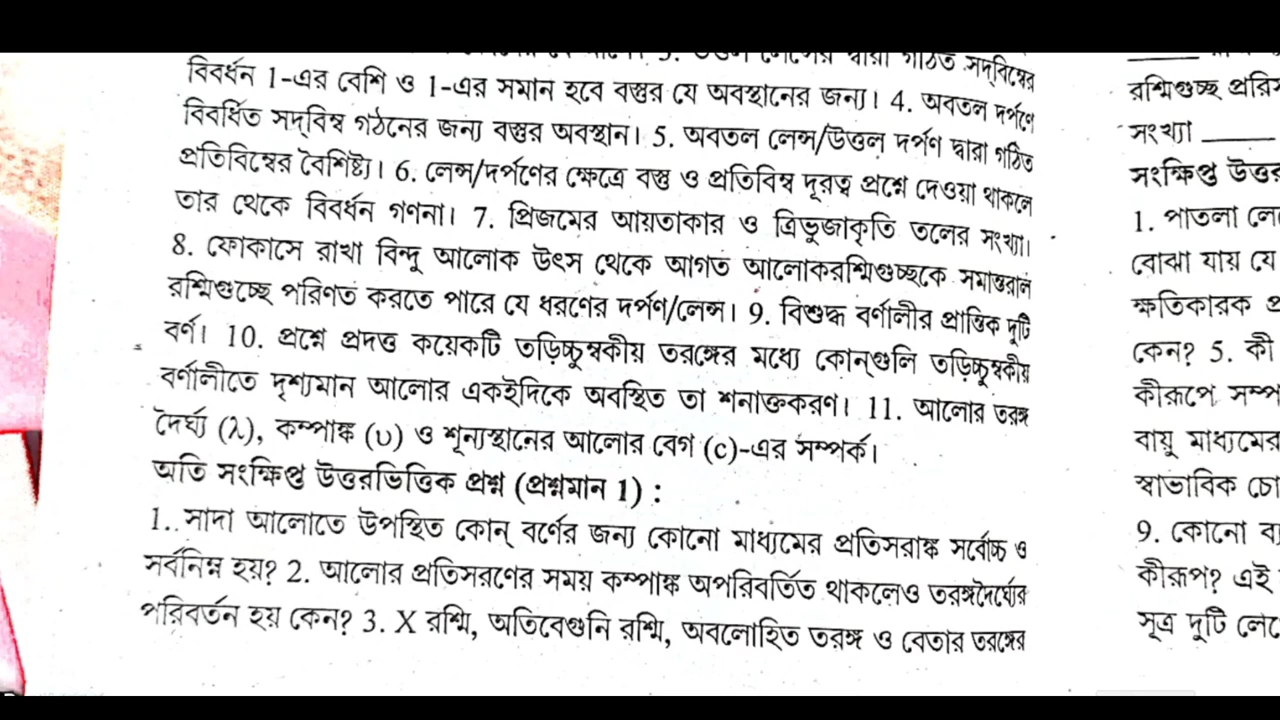 গঠিত সদ্‌বিম্বের
বিবর্ধন 1-এর বেশি ও 1-এর সমান হবে বস্তুর যে অবস্থানের জন্য। 4. অবতল দর্পণে
বিবর্ধিত সদ্‌বিম্ব গঠনের জন্য বস্তুর অবস্থান। 5. অবতল লেন্স/উত্তল দর্পণ দ্বারা গঠিত
প্রতিবিম্বের বৈশিষ্ট্য। 6. লেন্স/দর্পণের ক্ষেত্রে বস্তু ও প্রতিবিম্ব দূরত্ব প্রশ্নে দেওয়া থাকলে
তার থেকে বিবর্ধন গণনা। 7. প্রিজমের আয়তাকার ও ত্রিভুজাকৃতি তলের সংখ্যা।
8. ফোকাসে রাখা বিন্দু আলোক উৎস থেকে আগত আলোকরশ্মিগুচ্ছকে সমান্তরাল
রশ্মিগুচ্ছে পরিণত করতে পারে যে ধরণের দর্পণ/লেন্স। 9. বিশুদ্ধ বর্ণালীর প্রান্তিক দুটি
বর্ণ। 10. প্রশ্নে প্রদত্ত কয়েকটি তড়িচ্চুম্বকীয় তরঙ্গের মধ্যে কোন্‌গুলি তড়িচ্চুম্বকীয়
বর্ণালীতে দৃশ্যমান আলোর একইদিকে অবস্থিত তা শনাক্তকরণ। 11. আলোর তরঙ্গ
দৈর্ঘ্য (λ), কম্পাঙ্ক (υ) ও শূন্যস্থানের আলোর বেগ (c)-এর সম্পর্ক।
অতি সংক্ষিপ্ত উত্তরভিত্তিক প্রশ্ন (প্রশ্নমান 1) :
1. সাদা আলোতে উপস্থিত কোন্ বর্ণের জন্য কোনো মাধ্যমের প্রতিসরাঙ্ক সর্বোচ্চ ও
সর্বনিম্ন হয়? 2. আলোর প্রতিসরণের সময় কম্পাঙ্ক অপরিবর্তিত থাকলেও তরঙ্গদৈর্ঘ্যের
পরিবর্তন হয় কেন? 3. X রশ্মি, অতিবেগুনি রশ্মি, অবলোহিত তরঙ্গ ও বেতার তরঙ্গের
রশ্মিগুচ্ছ
সংখ্যা ______
সংক্ষিপ্ত
1. পাতলা
বোঝা যায় যে
ক্ষতিকারক
কেন? 5. কী
কীরূপে
বায়ু মাধ্যমের
স্বাভাবিক
9. কোনো
কীরূপ? এই
সূত্র দুটি